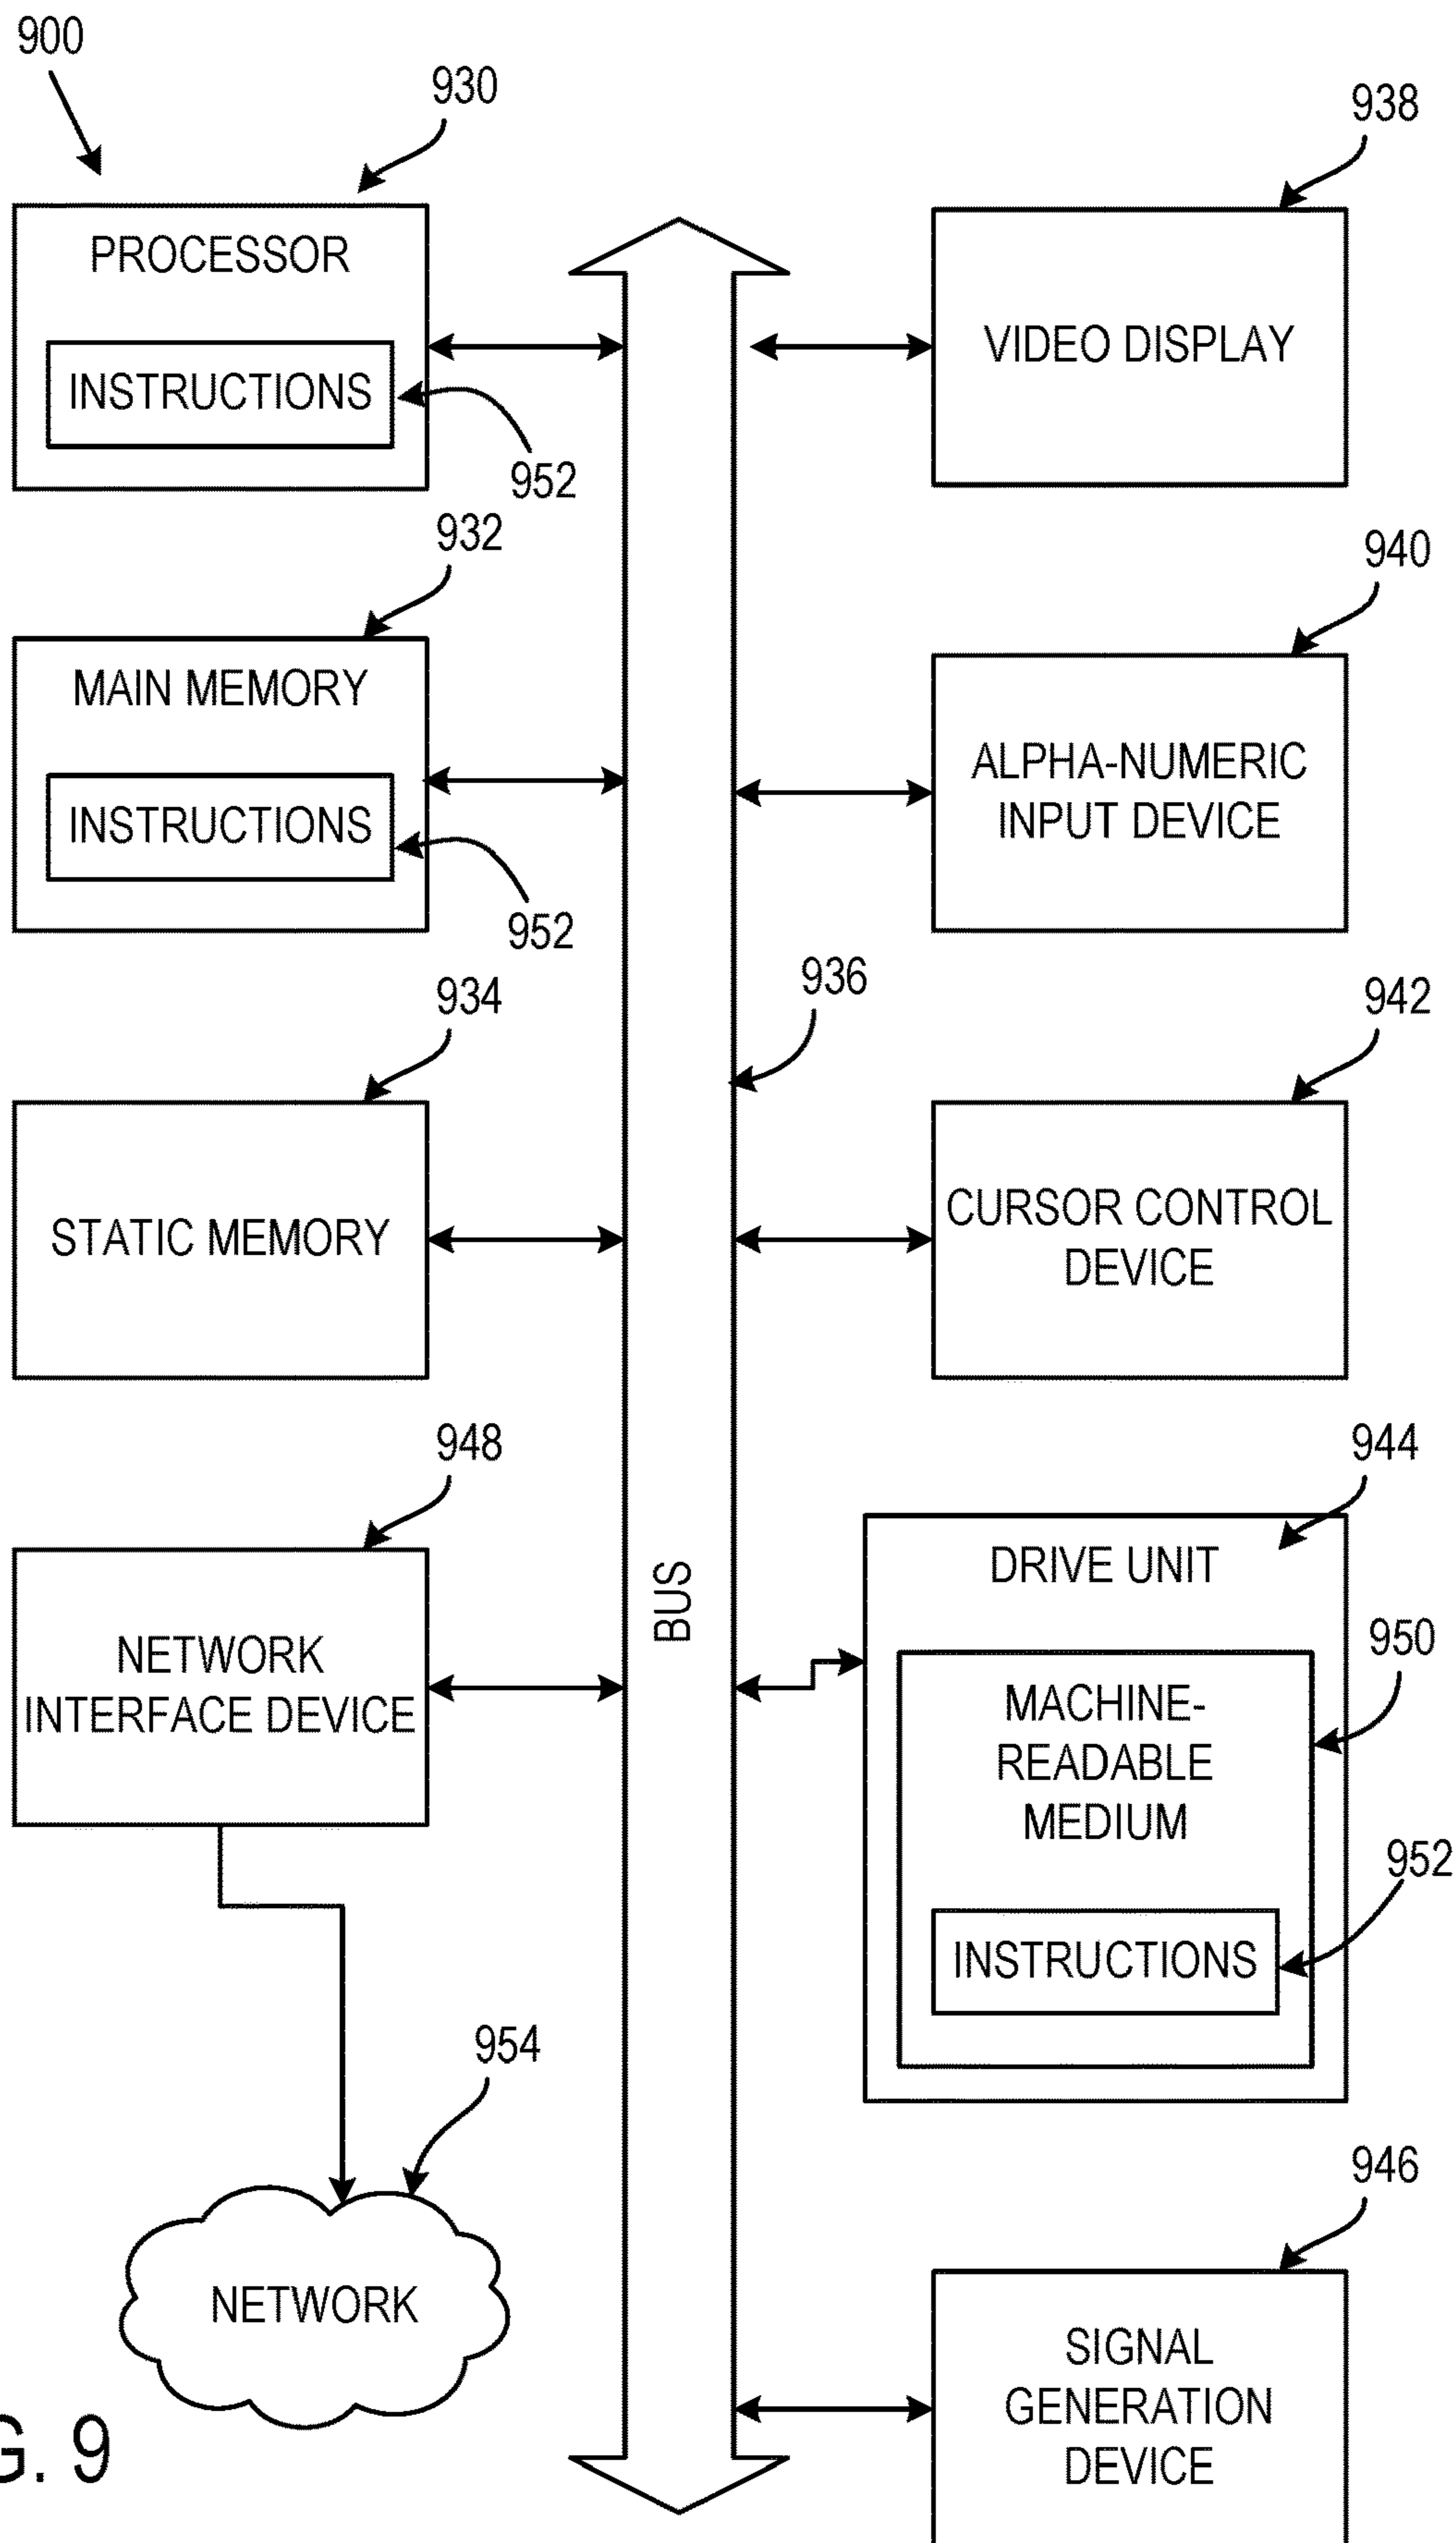 900
930
PROCESSOR
INSTRUCTIONS
952
932
MAIN MEMORY
INSTRUCTIONS
952
934
STATIC MEMORY
948
NETWORK
INTERFACE DEVICE
954
NETWORK
G. 9
BUS
936
938
VIDEO DISPLAY
940
ALPHA-NUMERIC
INPUT DEVICE
942
CURSOR CONTROL
DEVICE
944
DRIVE UNIT
950
MACHINE-
READABLE
MEDIUM
952
INSTRUCTIONS
946
SIGNAL
GENERATION
DEVICE